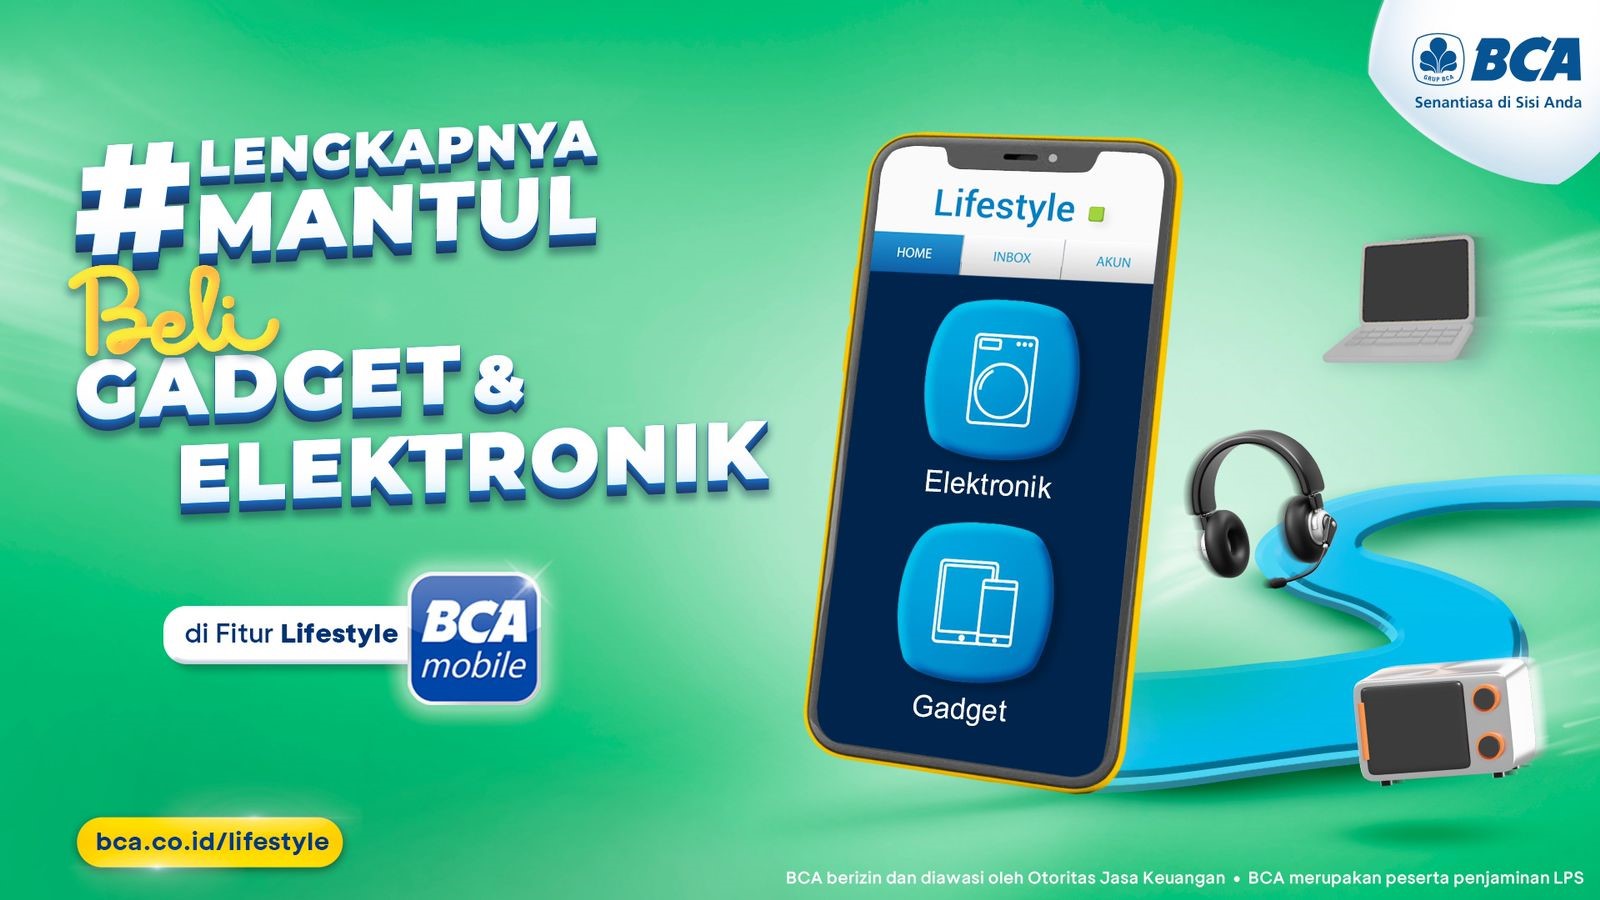 GRUP BCA
BCA
Senantiasa di Sisi Anda
#LENGKAPNYA
MANTUL
Beli
GADGET &
ELEKTRONIK
di Fitur Lifestyle
BCA
mobile
bca.co.id/lifestyle
Lifestyle
HOME INBOX AKUN
Elektronik
Gadget
BCA berizin dan diawasi oleh Otoritas Jasa Keuangan • BCA merupakan peserta penjaminan LPS